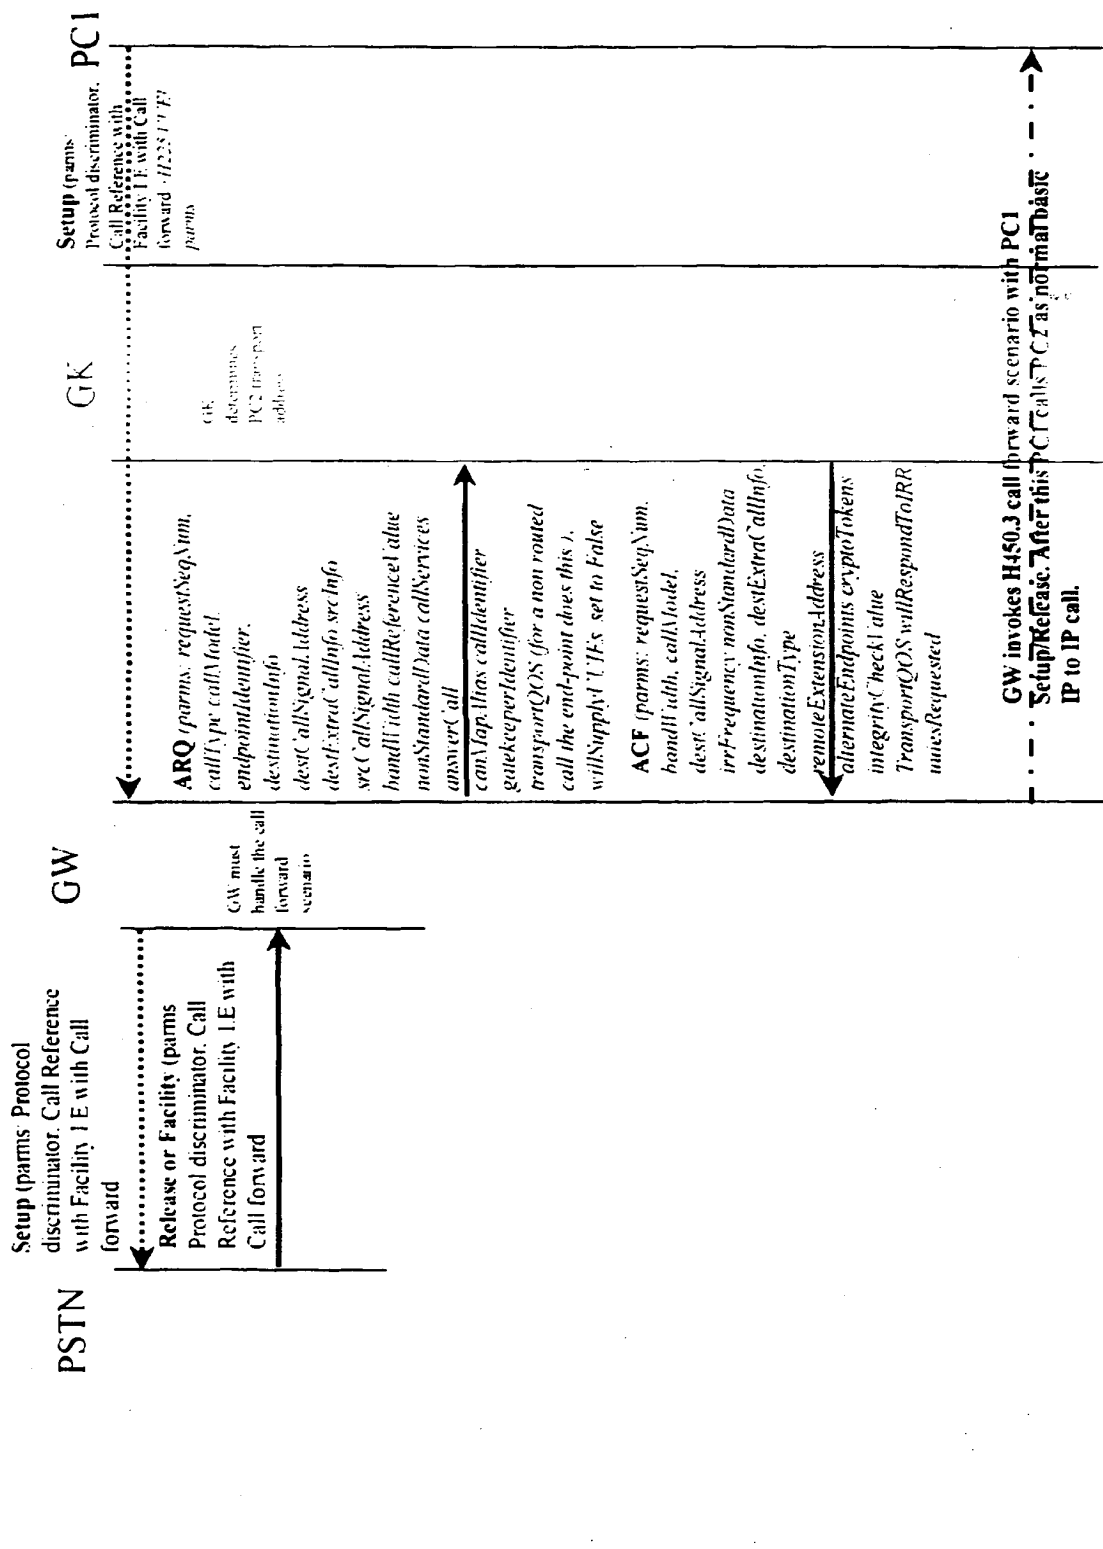 PSTN
GW
GK
PC1
Setup (parms: Protocol
discriminator, Call Reference
with Facility I.E with Call
forward
Release or Facility (parms
Protocol discriminator, Call
Reference with Facility I.E with
Call forward
GW must
handle the call
forward
scenario
Setup (parms:
Protocol discriminator,
Call Reference with
Facility I.E with Call
forward
parms
GK
determines
PC2 transport
address
ARQ (parms: requestSeqNum,
callType callModel,
endpointIdentifier,
destinationInfo
destCallSignalAddress
destExtraCallInfo srcInfo
srcCallSignalAddress
bandWidth callReferenceValue
nonStandardData callServices
answerCall
canMapAlias callIdentifier
gatekeeperIdentifier
transportQOS (for a non routed
call the end-point does this ),
willSupplyUUIEs set to False
ACF (parms: requestSeqNum,
bandWidth, callModel,
destCallSignalAddress
irrFrequency nonStandardData
destinationInfo, destExtraCallInfo,
destinationType
remoteExtensionAddress
alternateEndpoints cryptoTokens
integrityCheckValue
TransportQOS willRespondToIRR
uuiesRequested
GW invokes H450.3 call forward scenario with PC1
Setup/Release. After this PC1 calls PC2 as normal basic
IP to IP call.